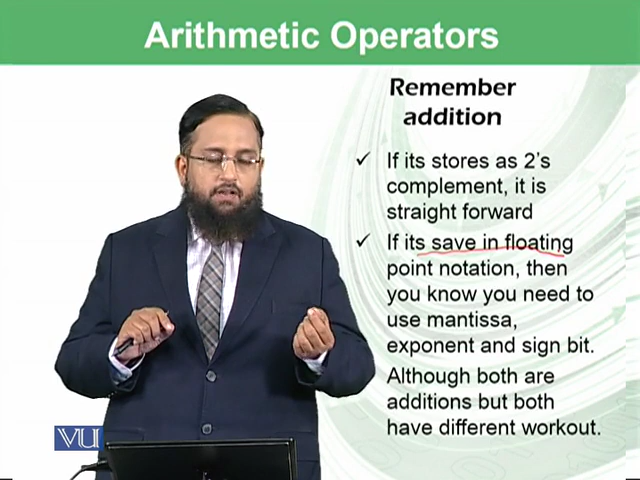 Arithmetic Operators
Remember
addition
✓ If its stores as 2's
complement, it is
straight forward
✓ If its save in floating
point notation, then
you know you need to
use mantissa,
exponent and sign bit.
Although both are
additions but both
have different workout.
VU